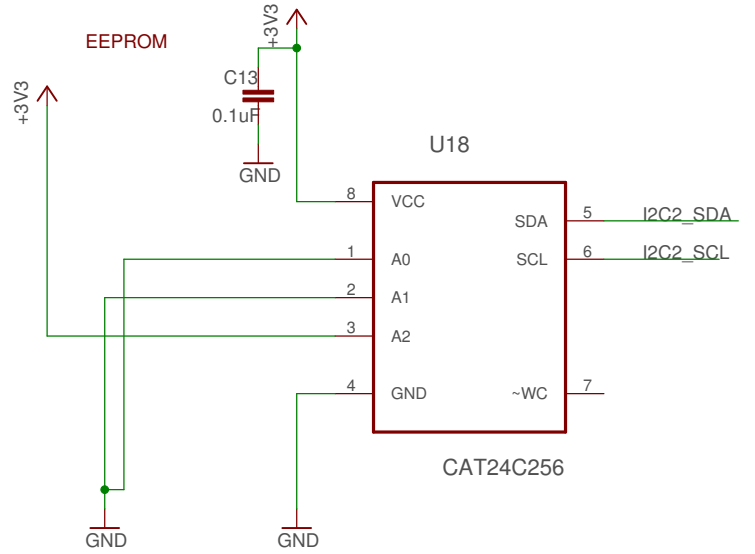 +3V3
EEPROM
+3V3
C13
0.1uF
GND
U18
8 VCC
SDA 5 I2C2_SDA
1 A0
SCL 6 I2C2_SCL
2 A1
3 A2
4 GND
~WC 7
CAT24C256
GND
GND